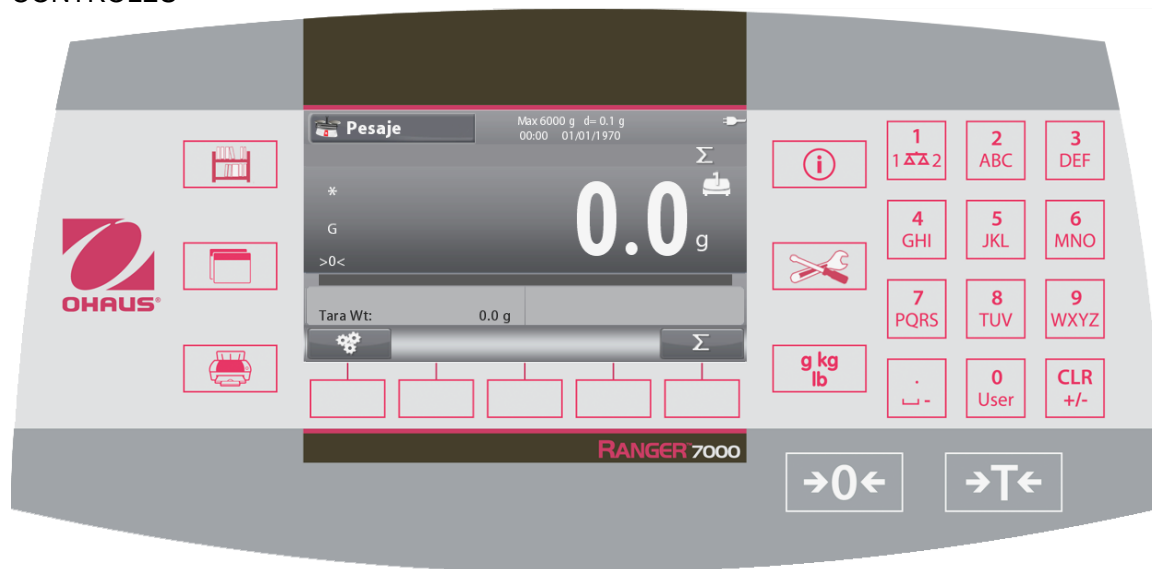 Pesaje
Max 6000 g d= 0.1 g
00:00 01/01/1970
Σ
*
1
0.0 g
G
>0<
Tara Wt: 0.0 g
Σ
OHAUS®
i
g kg
lb
1
1 2
2
ABC
3
DEF
4
GHI
5
JKL
6
MNO
7
PQRS
8
TUV
9
WXYZ
.
-
0
User
CLR
+/-
RANGER™ 7000
→0←
→T←